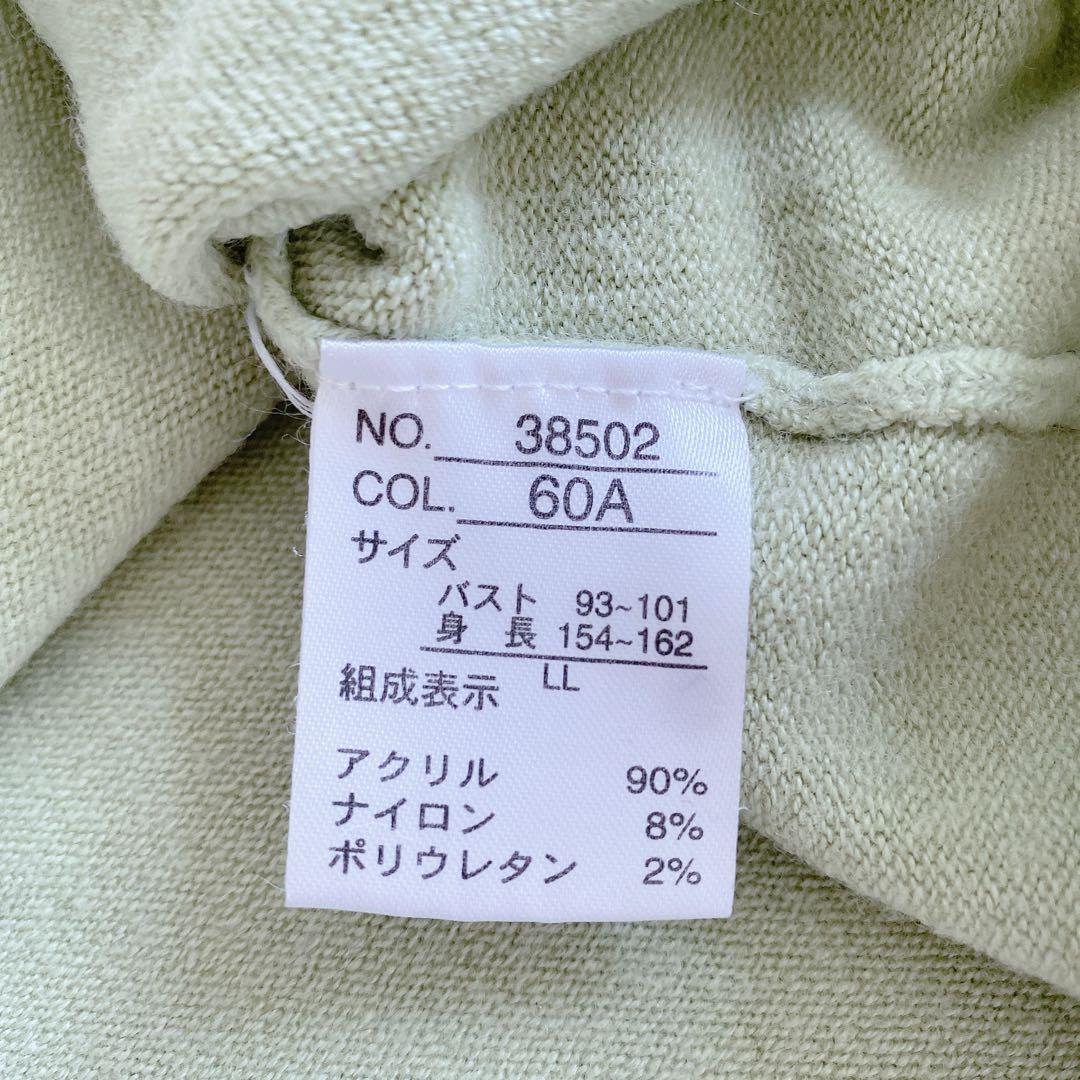 NO. 38502
COL. 60A
サイズ
バスト 93~101
身長 154~162
LL
組成表示
アクリル 90%
ナイロン 8%
ポリウレタン 2%